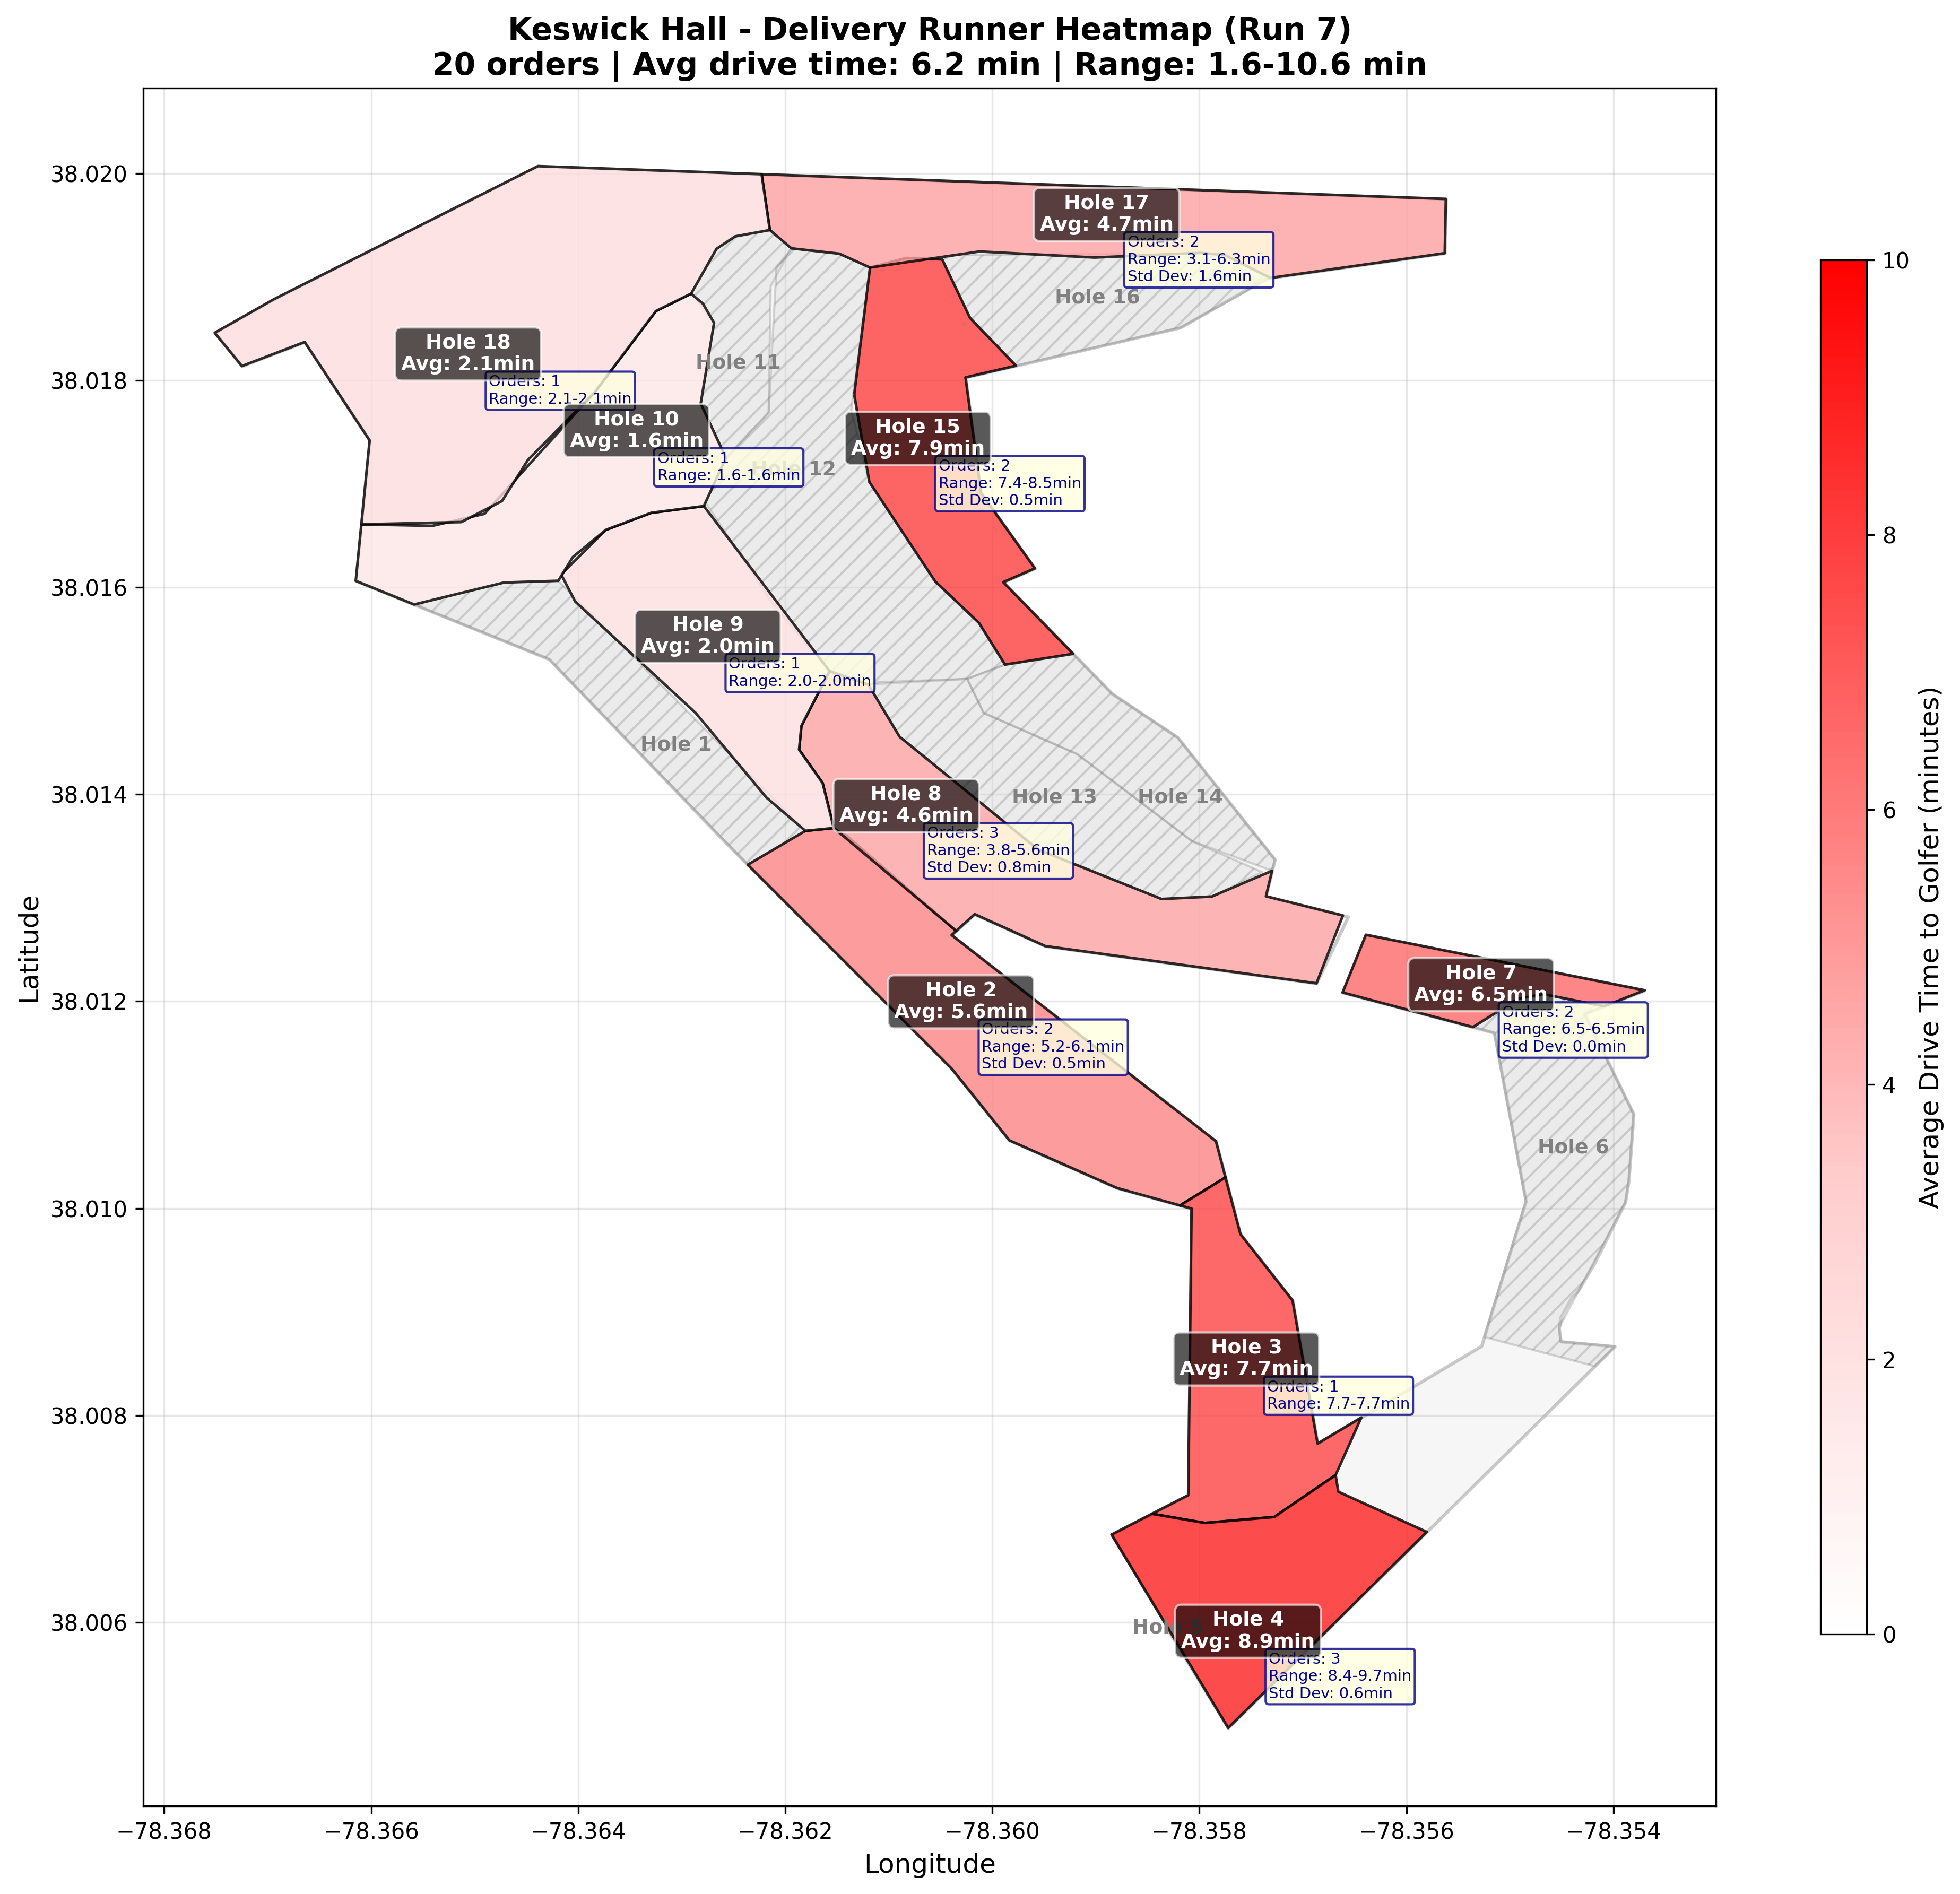 Keswick Hall - Delivery Runner Heatmap (Run 7)
20 orders | Avg drive time: 6.2 min | Range: 1.6-10.6 min
Hole 17
Avg: 4.7min
Orders: 2
Range: 3.1-6.3min
Std Dev: 1.6min
Hole 16
Hole 18
Avg: 2.1min
Orders: 1
Range: 2.1-2.1min
Hole 11
Hole 10
Avg: 1.6min
Orders: 1
Range: 1.6-1.6min
Hole 12
Hole 15
Avg: 7.9min
Orders: 2
Range: 7.4-8.5min
Std Dev: 0.5min
Hole 9
Avg: 2.0min
Orders: 1
Range: 2.0-2.0min
Hole 1
Hole 8
Avg: 4.6min
Orders: 3
Range: 3.8-5.6min
Std Dev: 0.8min
Hole 13
Hole 14
Hole 2
Avg: 5.6min
Orders: 2
Range: 5.2-6.1min
Std Dev: 0.5min
Hole 7
Avg: 6.5min
Orders: 2
Range: 6.5-6.5min
Std Dev: 0.0min
Hole 6
Hole 3
Avg: 7.7min
Orders: 1
Range: 7.7-7.7min
Hole 4
Avg: 8.9min
Orders: 3
Range: 8.4-9.7min
Std Dev: 0.6min
38.020
38.018
38.016
38.014
38.012
38.010
38.008
38.006
Latitude
−78.368
−78.366
−78.364
−78.362
−78.360
−78.358
−78.356
−78.354
Longitude
10
8
6
4
2
0
Average Drive Time to Golfer (minutes)